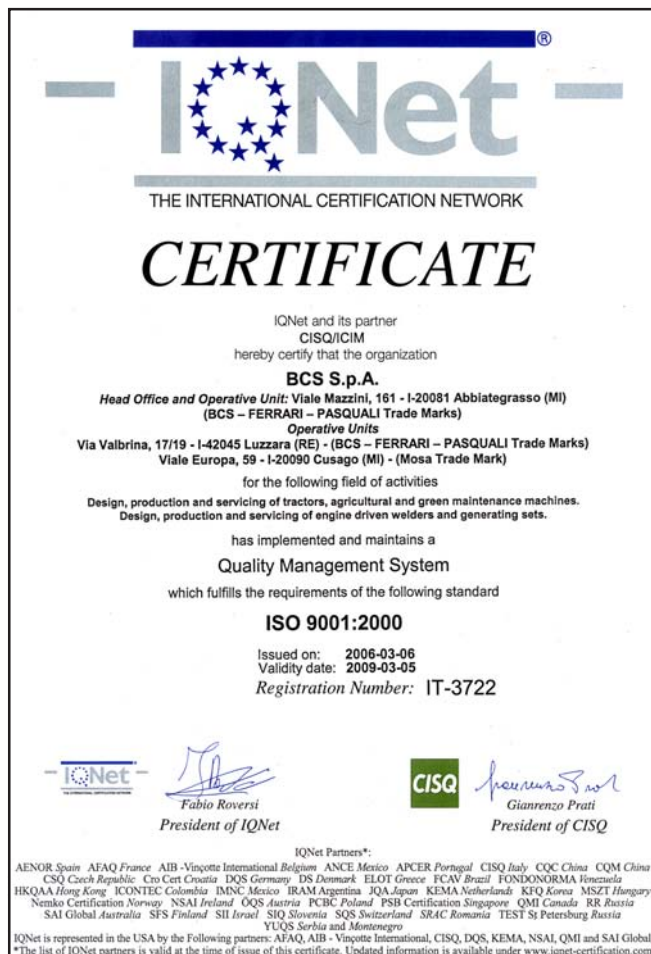 IQNet®
THE INTERNATIONAL CERTIFICATION NETWORK
CERTIFICATE
IQNet and its partner
CISQ/ICIM
hereby certify that the organization
BCS S.p.A.
Head Office and Operative Unit: Viale Mazzini, 161 - I-20081 Abbiategrasso (MI)
(BCS – FERRARI – PASQUALI Trade Marks)
Operative Units
Via Valbrina, 17/19 - I-42045 Luzzara (RE) - (BCS – FERRARI – PASQUALI Trade Marks)
Viale Europa, 59 - I-20090 Cusago (MI) - (Mosa Trade Mark)
for the following field of activities
Design, production and servicing of tractors, agricultural and green maintenance machines.
Design, production and servicing of engine driven welders and generating sets.
has implemented and maintains a
Quality Management System
which fulfills the requirements of the following standard
ISO 9001:2000
Issued on: 2006-03-06
Validity date: 2009-03-05
Registration Number: IT-3722
IQNet
THE INTERNATIONAL CERTIFICATION NETWORK
Fabio Roversi
President of IQNet
CISQ
Gianrenzo Prati
President of CISQ
IQNet Partners*:
AENOR Spain AFAQ France AIB -Vinçotte International Belgium ANCE Mexico APCER Portugal CISQ Italy CQC China CQM China
CSQ Czech Republic Cro Cert Croatia DQS Germany DS Denmark ELOT Greece FCAV Brazil FONDONORMA Venezuela
HKQAA Hong Kong ICONTEC Colombia IMNC Mexico IRAM Argentina JQA Japan KEMA Netherlands KFQ Korea MSZT Hungary
Nemko Certification Norway NSAI Ireland ÖQS Austria PCBC Poland PSB Certification Singapore QMI Canada RR Russia
SAI Global Australia SFS Finland SII Israel SIQ Slovenia SQS Switzerland SRAC Romania TEST St Petersburg Russia
YUQS Serbia and Montenegro
IQNet is represented in the USA by the Following partners: AFAQ, AIB - Vinçotte International, CISQ, DQS, KEMA, NSAI, QMI and SAI Global
*The list of IQNet partners is valid at the time of issue of this certificate. Updated information is available under www.iqnet-certification.com